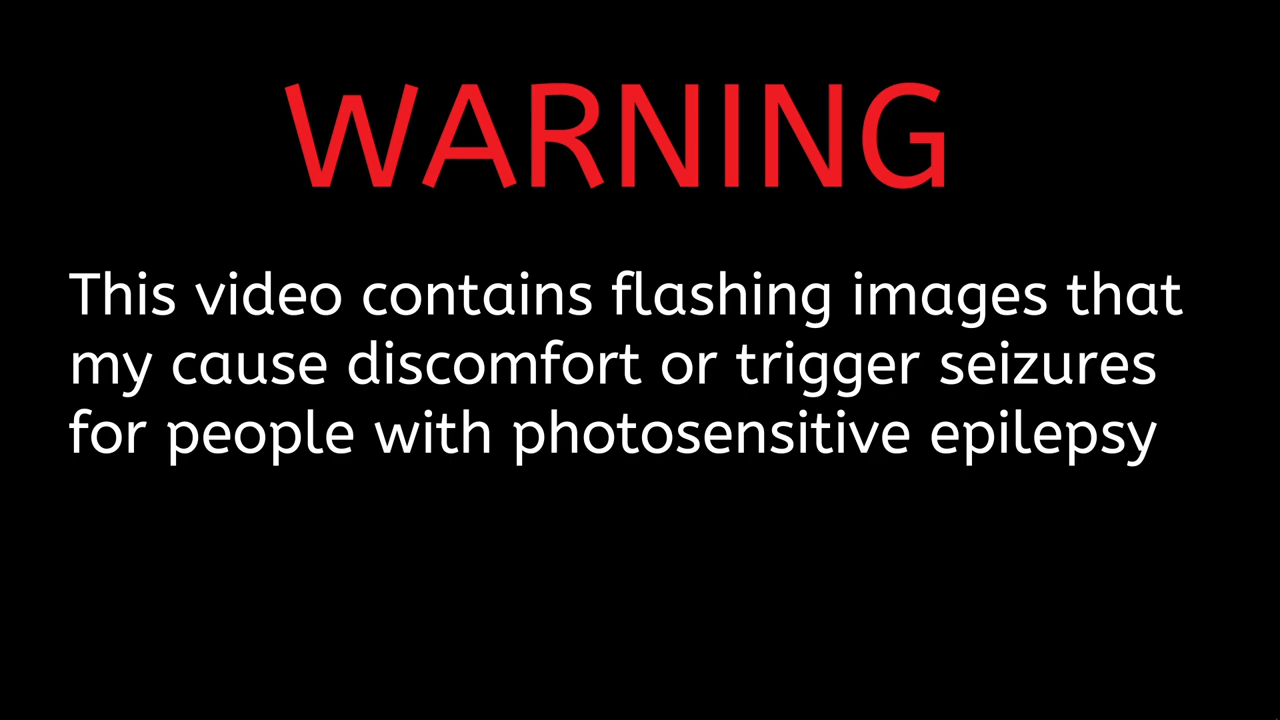 WARNING
This video contains flashing images that
my cause discomfort or trigger seizures
for people with photosensitive epilepsy